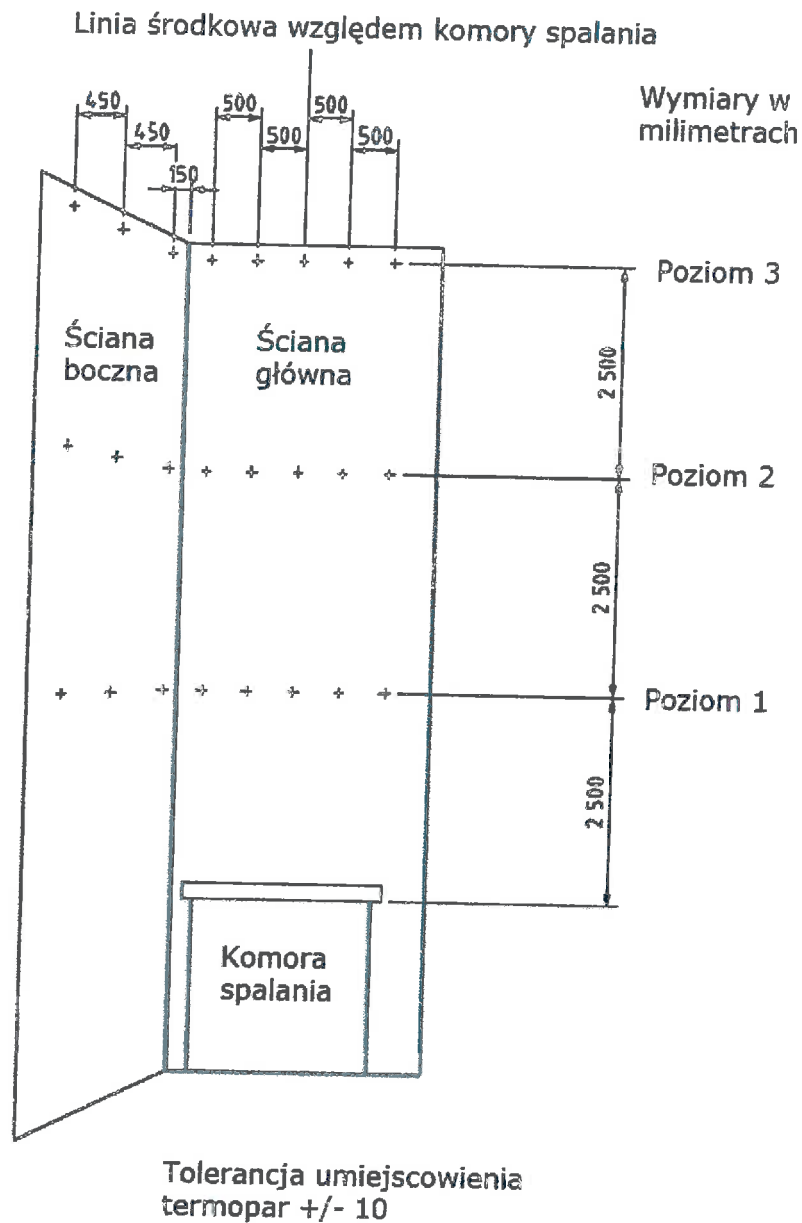 Linia środkowa względem komory spalania
Wymiary w
milimetrach
450
450
150
500
500
500
500
Poziom 3
Ściana
boczna
Ściana
główna
2 500
Poziom 2
2 500
Poziom 1
2 500
Komora
spalania
Tolerancja umiejscowienia
termopar +/- 10